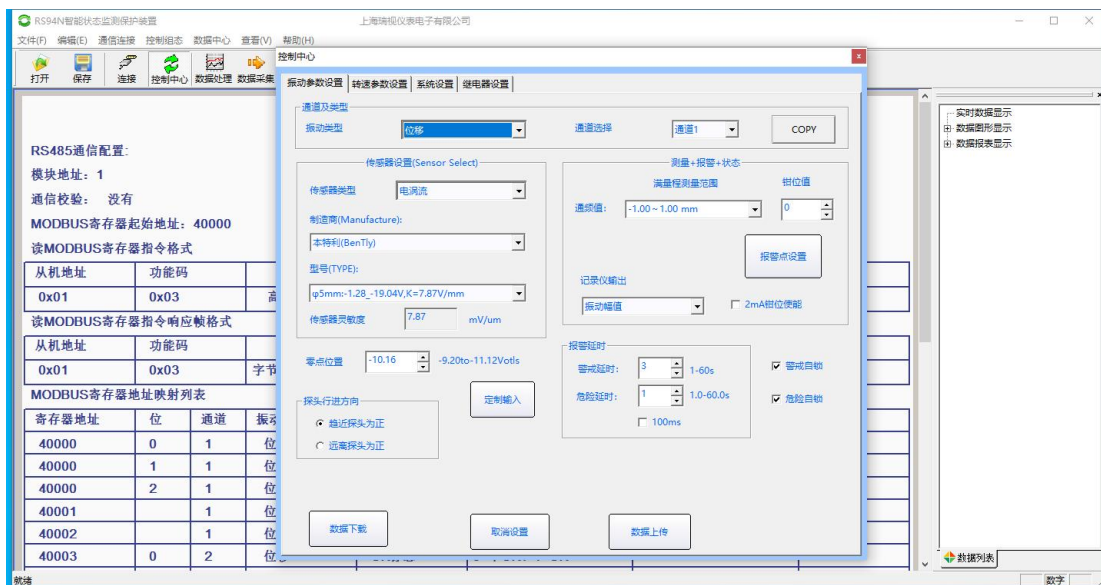 RS94N智能状态监测保护装置 上海瑞视仪表电子有限公司
文件(F) 编辑(E) 通信连接 控制组态 数据中心 查看(V) 帮助(H)
打开 保存 连接 控制中心 数据处理 数据采集
控制中心
振动参数设置 转速参数设置 系统设置 继电器设置
通道及类型
振动类型 位移 通道选择 通道1 COPY
传感器设置(Sensor Select)
传感器类型 电涡流
制造商(Manufacture):
本特利(BenTly)
型号(TYPE):
φ5mm:-1.28_-19.04V,K=7.87V/mm
传感器灵敏度 7.87 mV/um
零点位置 -10.16 -9.20to-11.12Votls
探头行进方向
趋近探头为正
远离探头为正
定制输入
测量+报警+状态
满量程测量范围 钳位值
通频值: -1.00~1.00 mm 0
报警点设置
记录仪输出
振动幅值 2mA钳位使能
报警延时
警戒延时: 3 1-60s 警戒自锁
危险延时: 1 1.0-60.0s 危险自锁
100ms
数据下载 取消设置 数据上传
RS485通信配置:
模块地址: 1
通信校验: 没有
MODBUS寄存器起始地址: 40000
读MODBUS寄存器指令格式
从机地址 功能码
0x01 0x03
读MODBUS寄存器指令响应帧格式
从机地址 功能码
0x01 0x03 字节
MODBUS寄存器地址映射列表
寄存器地址 位 通道 振动
40000 0 1 位
40000 1 1 位
40000 2 1 位
40001 1 位
40002 1 位
40003 0 2
实时数据显示
数据图形显示
数据报表显示
数据列表
就绪 数字